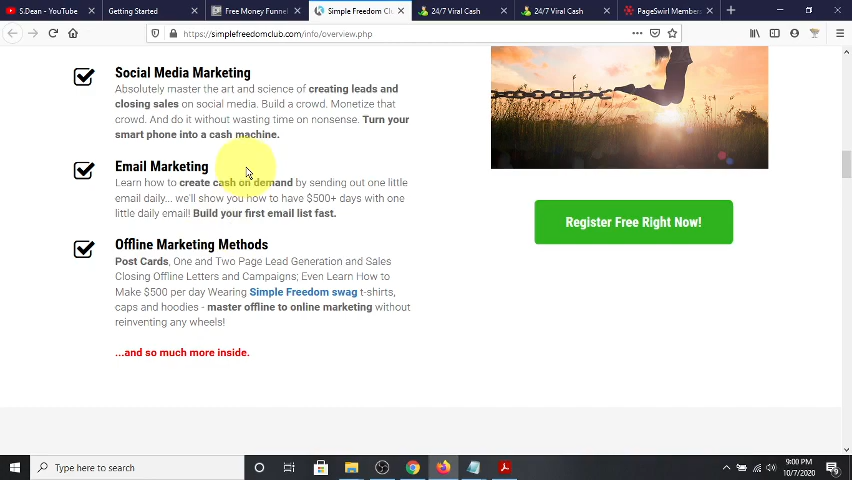 S.Dean - YouTube
Getting Started
Free Money Funnel
Simple Freedom Cl
24/7 Viral Cash
24/7 Viral Cash
PageSwirl Members
https://simplefreedomclub.com/info/overview.php
Social Media Marketing
Absolutely master the art and science of creating leads and
closing sales on social media. Build a crowd. Monetize that
crowd. And do it without wasting time on nonsense. Turn your
smart phone into a cash machine.
Email Marketing
Learn how to create cash on demand by sending out one little
email daily... we'll show you how to have $500+ days with one
little daily email! Build your first email list fast.
Register Free Right Now!
Offline Marketing Methods
Post Cards, One and Two Page Lead Generation and Sales
Closing Offline Letters and Campaigns; Even Learn How to
Make $500 per day Wearing Simple Freedom swag t-shirts,
caps and hoodies - master offline to online marketing without
reinventing any wheels!
...and so much more inside.
Type here to search
9:00 PM
10/7/2020